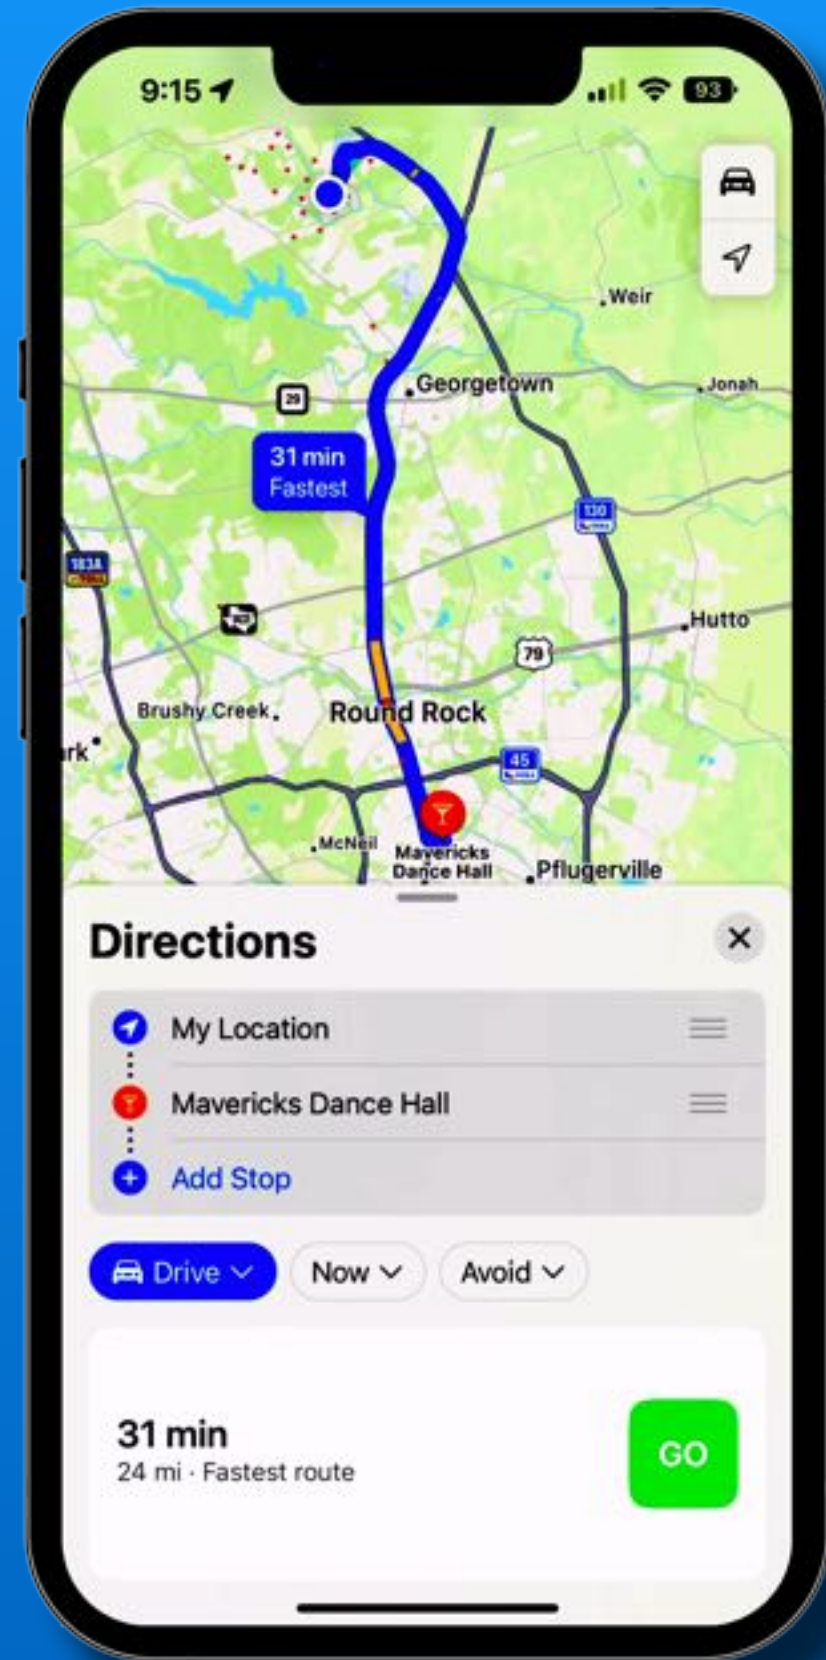 9:15
93
Weir
Georgetown
Jonah
29
31 min
Fastest
130
183A
Hutto
79
Brushy Creek
Round Rock
rk
45
McNeil
Mavericks
Dance Hall
Pflugerville
Directions
My Location
Mavericks Dance Hall
Add Stop
Drive
Now
Avoid
31 min
24 mi · Fastest route
GO